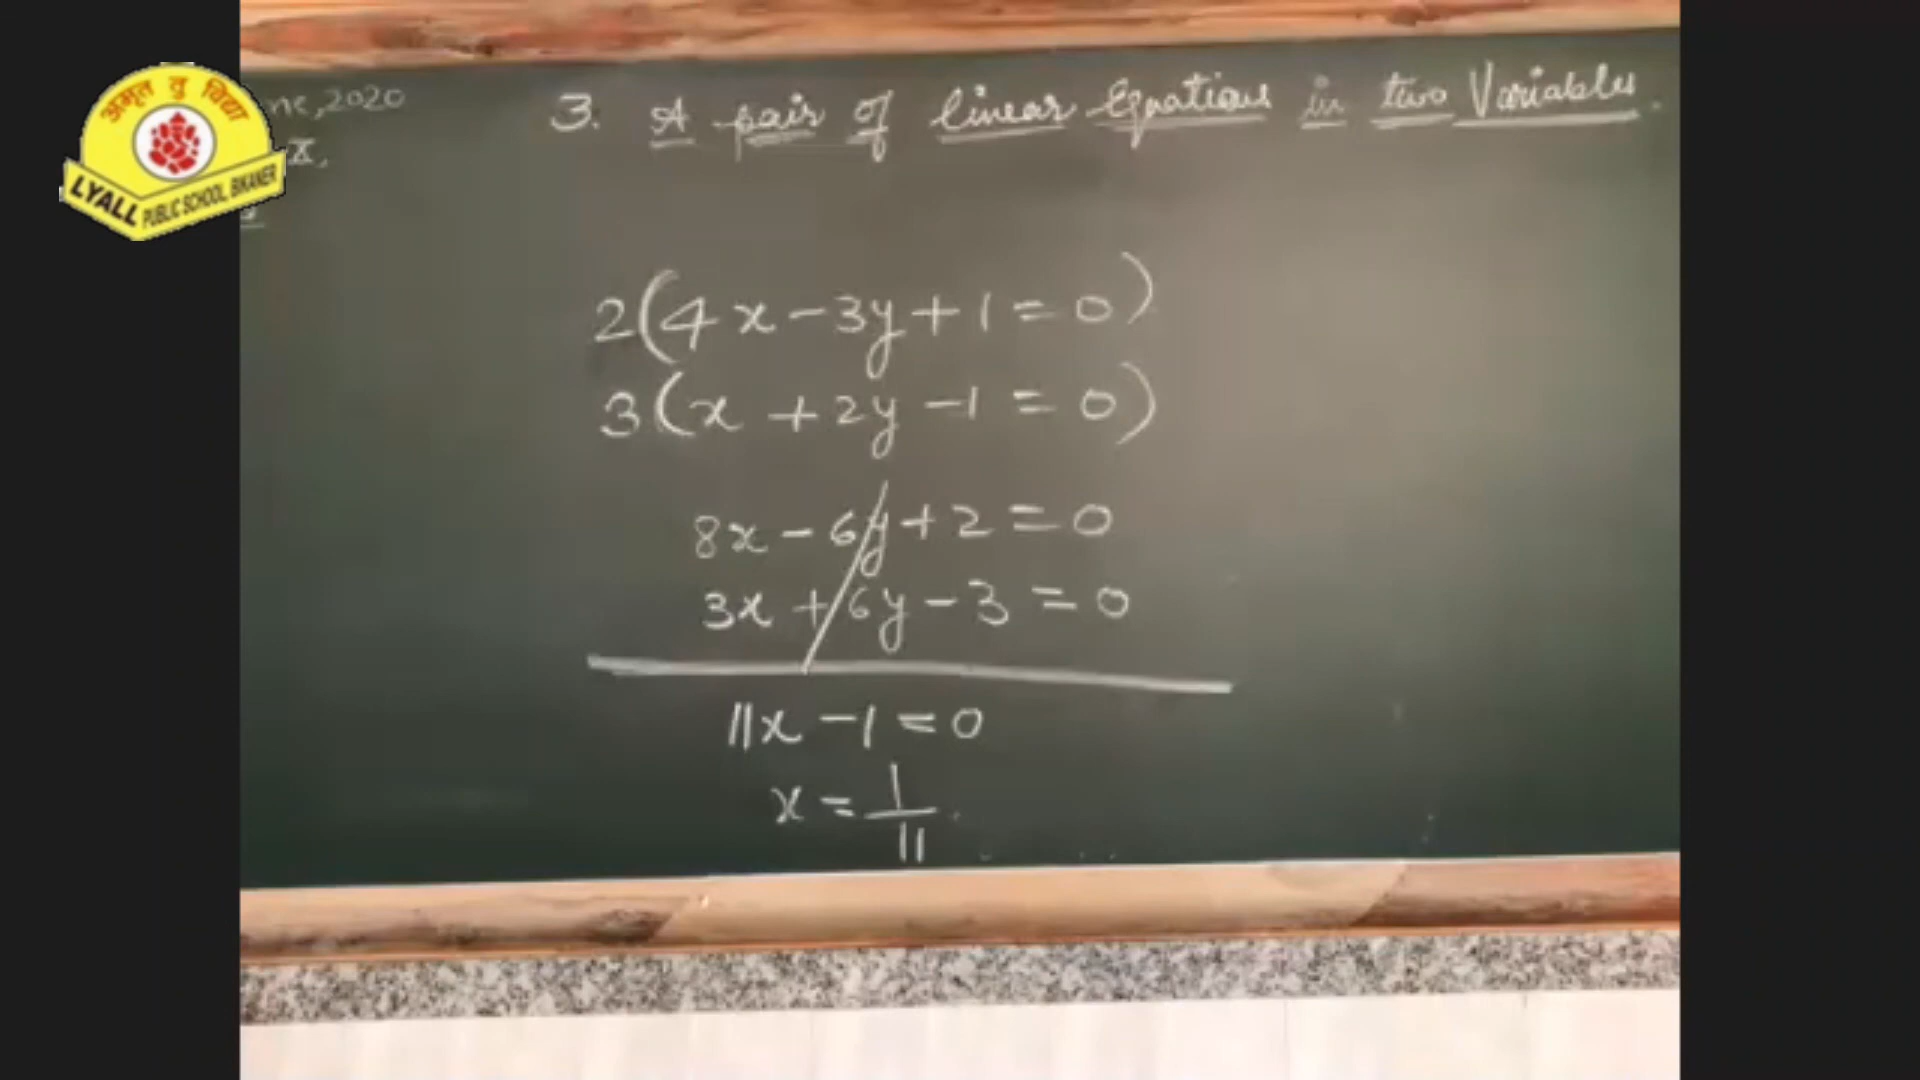 अमृतं तु विद्या
LYALL PUBLIC SCHOOL, BIKANER
2020
3. A pair of linear Equations in two Variables.
2(4x-3y+1=0)
3(x+2y-1=0)
8x-6y+2=0
3x+6y-3=0
11x-1=0
x=1/11